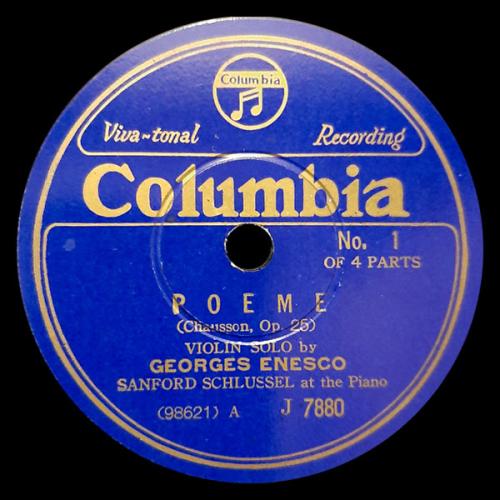 Columbia
Viva-tonal Recording
Columbia
No. 1
OF 4 PARTS
POEME
(Chausson, Op. 25)
VIOLIN SOLO by
GEORGES ENESCO
SANFORD SCHLUSSEL at the Piano
(98621) A J 7880